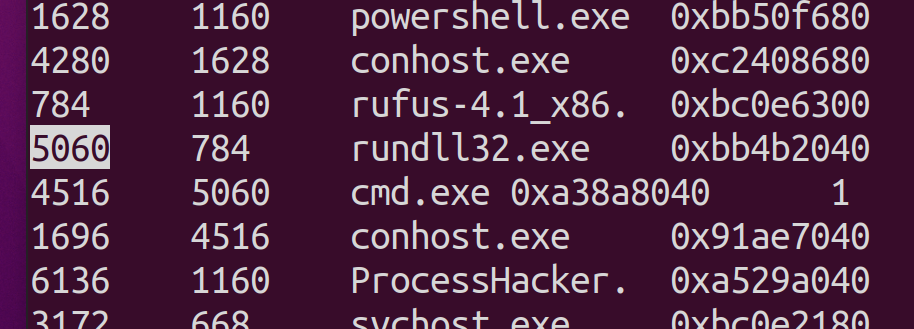 1628 1160 powershell.exe 0xbb50f680
4280 1628 conhost.exe 0xc2408680
784 1160 rufus-4.1_x86. 0xbc0e6300
5060 784 rundll32.exe 0xbb4b2040
4516 5060 cmd.exe 0xa38a8040 1
1696 4516 conhost.exe 0x91ae7040
6136 1160 ProcessHacker. 0xa529a040
3172 668 svchost.exe 0xbc0e2180